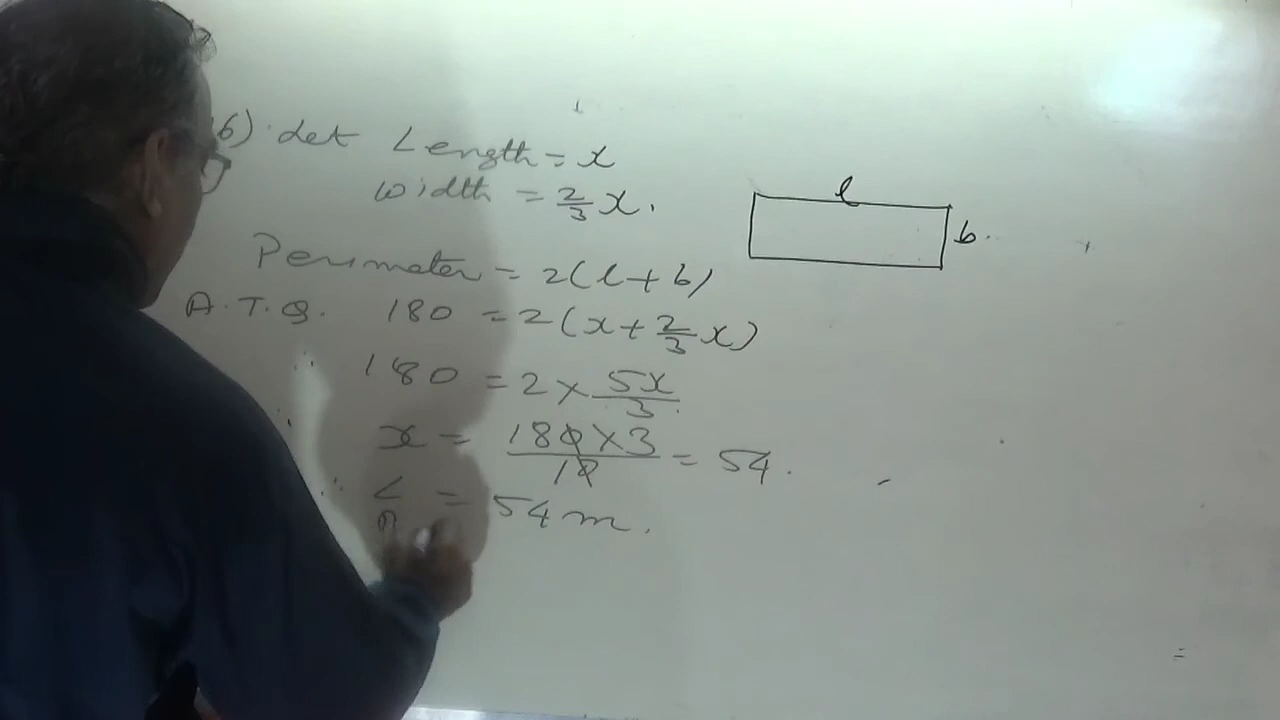 6) Let Length = x
width = 2/3 x.
l
b.
Perimeter = 2(l + b)
A.T.Q. 180 = 2(x + 2/3 x)
180 = 2 × 5x/3
x = 180 × 3 / 10 = 54.
∴ L = 54 m.